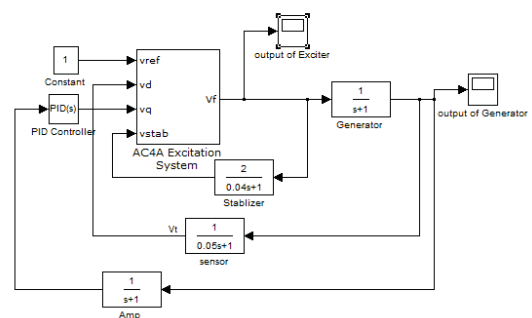 output of Exciter
1
Constant
vref
vd
vq
vstab
Vf
AC4A Excitation
System
PID(s)
PID Controller
1
s+1
Generator
output of Generator
2
0.04s+1
Stablizer
Vt
1
0.05s+1
sensor
1
s+1
Amp